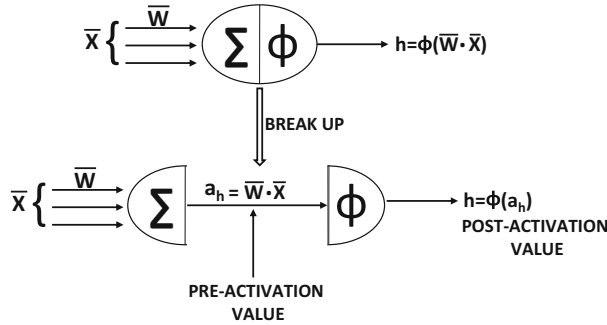 W̅
X̅ {
∑ ϕ
h=ϕ(W̅·X̅)
BREAK UP
W̅
X̅ {
∑
a_h = W̅·X̅
ϕ
h=ϕ(a_h)
POST-ACTIVATION
VALUE
PRE-ACTIVATION
VALUE